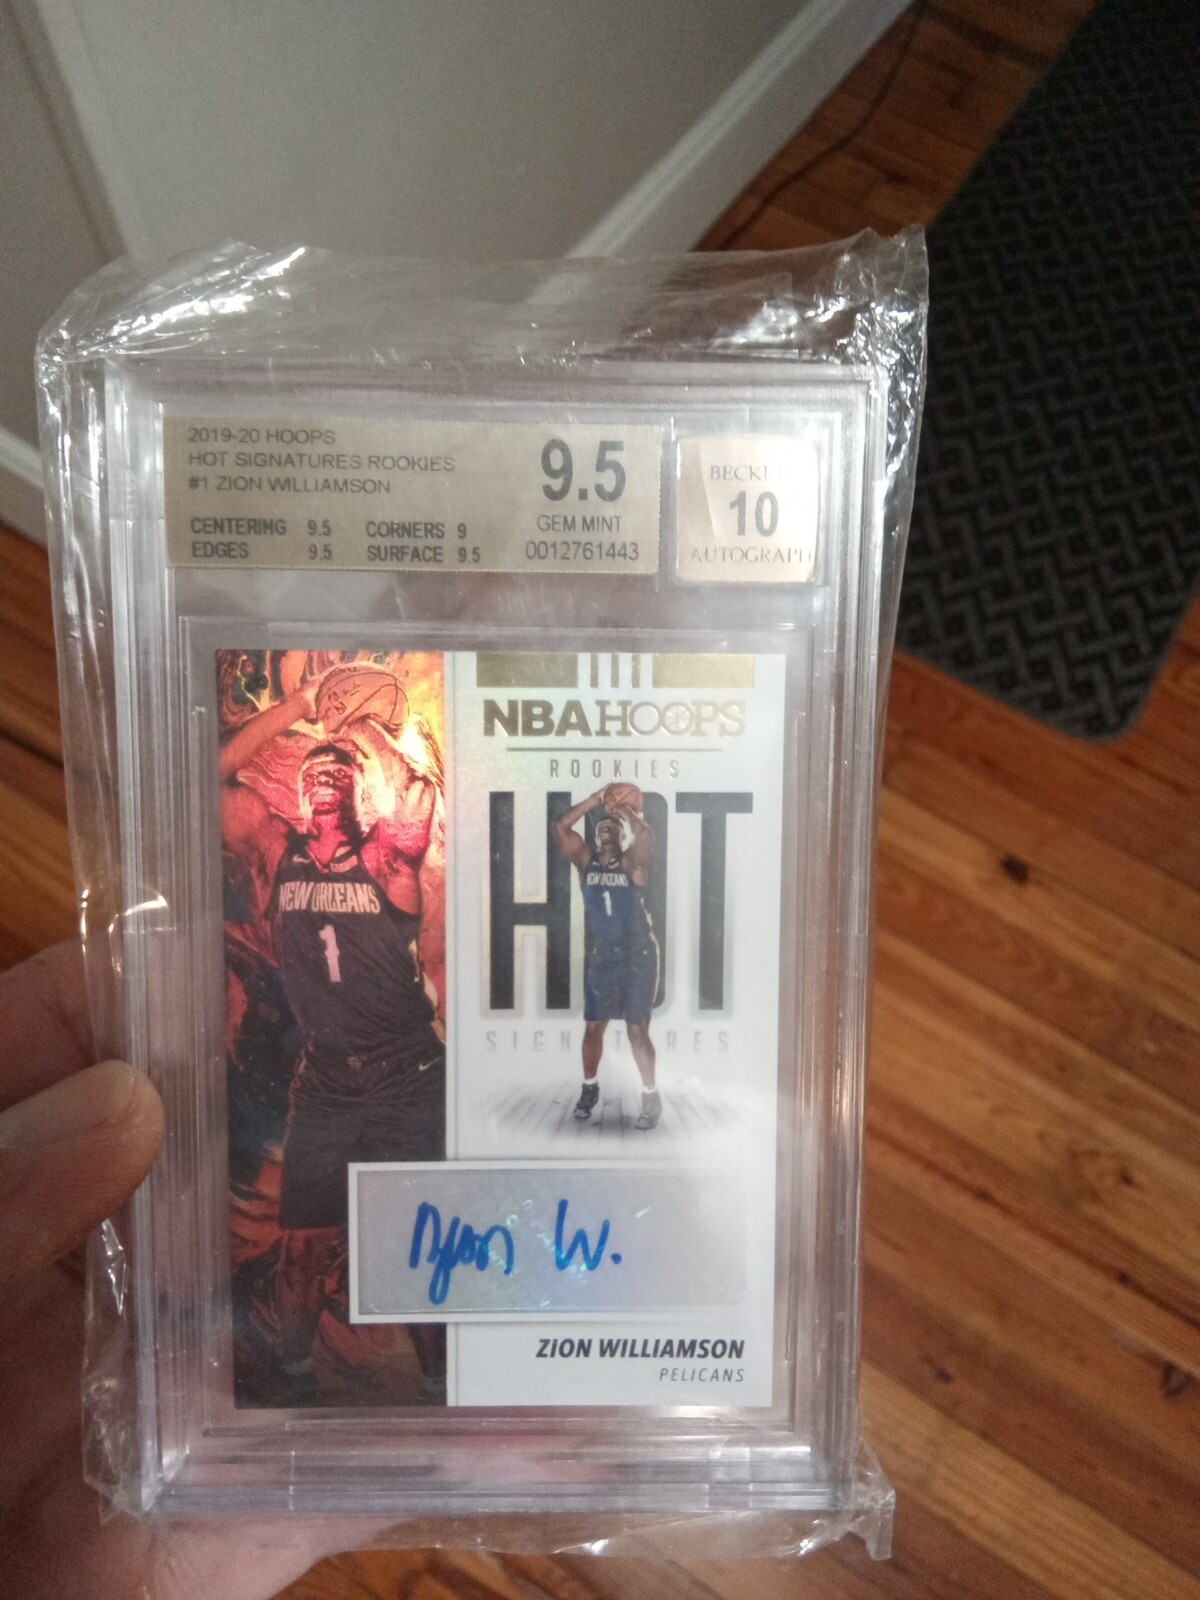 2019-20 HOOPS
HOT SIGNATURES ROOKIES
#1 ZION WILLIAMSON
CENTERING 9.5 CORNERS 9
EDGES 9.5 SURFACE 9.5
9.5
GEM MINT
0012761443
BECKETT
10
AUTOGRAPH
NBA HOOPS
ROOKIES
HOT
SIGNATURES
NEW ORLEANS
1
NEW ORLEANS
1
Zion W.
ZION WILLIAMSON
PELICANS